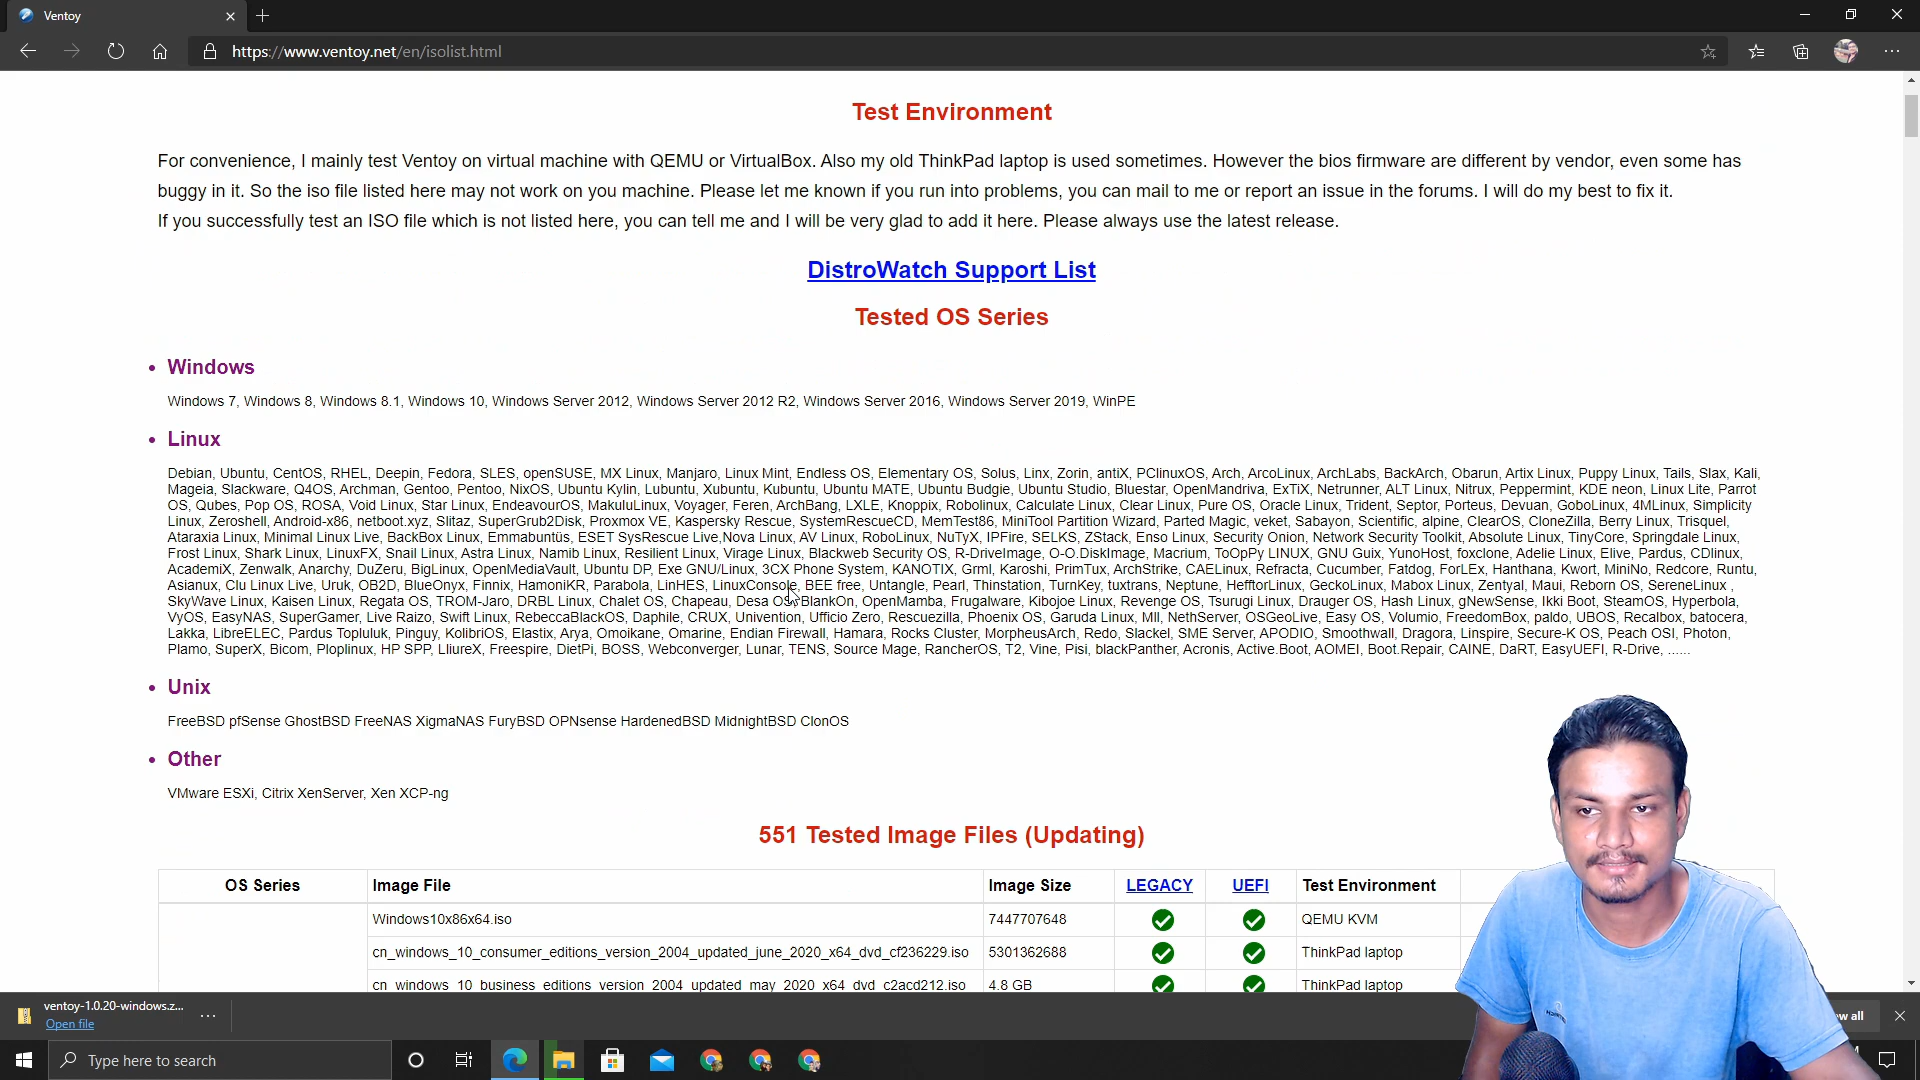 Ventoy
https://www.ventoy.net/en/isolist.html
Test Environment
For convenience, I mainly test Ventoy on virtual machine with QEMU or VirtualBox. Also my old ThinkPad laptop is used sometimes. However the bios firmware are different by vendor, even some has
buggy in it. So the iso file listed here may not work on you machine. Please let me known if you run into problems, you can mail to me or report an issue in the forums. I will do my best to fix it.
If you successfully test an ISO file which is not listed here, you can tell me and I will be very glad to add it here. Please always use the latest release.
DistroWatch Support List
Tested OS Series
Windows
Windows 7, Windows 8, Windows 8.1, Windows 10, Windows Server 2012, Windows Server 2012 R2, Windows Server 2016, Windows Server 2019, WinPE
Linux
Debian, Ubuntu, CentOS, RHEL, Deepin, Fedora, SLES, openSUSE, MX Linux, Manjaro, Linux Mint, Endless OS, Elementary OS, Solus, Linx, Zorin, antiX, PClinuxOS, Arch, ArcoLinux, ArchLabs, BackArch, Obarun, Artix Linux, Puppy Linux, Tails, Slax, Kali,
Mageia, Slackware, Q4OS, Archman, Gentoo, Pentoo, NixOS, Ubuntu Kylin, Lubuntu, Xubuntu, Kubuntu, Ubuntu MATE, Ubuntu Budgie, Ubuntu Studio, Bluestar, OpenMandriva, ExTiX, Netrunner, ALT Linux, Nitrux, Peppermint, KDE neon, Linux Lite, Parrot
OS, Qubes, Pop OS, ROSA, Void Linux, Star Linux, EndeavourOS, MakuluLinux, Voyager, Feren, ArchBang, LXLE, Knoppix, Robolinux, Calculate Linux, Clear Linux, Pure OS, Oracle Linux, Trident, Septor, Porteus, Devuan, GoboLinux, 4MLinux, Simplicity
Linux, Zeroshell, Android-x86, netboot.xyz, Slitaz, SuperGrub2Disk, Proxmox VE, Kaspersky Rescue, SystemRescueCD, MemTest86, MiniTool Partition Wizard, Parted Magic, veket, Sabayon, Scientific, alpine, ClearOS, CloneZilla, Berry Linux, Trisquel,
Ataraxia Linux, Minimal Linux Live, BackBox Linux, Emmabuntüs, ESET SysRescue Live,Nova Linux, AV Linux, RoboLinux, NuTyX, IPFire, SELKS, ZStack, Enso Linux, Security Onion, Network Security Toolkit, Absolute Linux, TinyCore, Springdale Linux,
Frost Linux, Shark Linux, LinuxFX, Snail Linux, Astra Linux, Namib Linux, Resilient Linux, Virage Linux, Blackweb Security OS, R-DriveImage, O-O.DiskImage, Macrium, ToOpPy LINUX, GNU Guix, YunoHost, foxclone, Adelie Linux, Elive, Pardus, CDlinux,
AcademiX, Zenwalk, Anarchy, DuZeru, BigLinux, OpenMediaVault, Ubuntu DP, Exe GNU/Linux, 3CX Phone System, KANOTIX, Grml, Karoshi, PrimTux, ArchStrike, CAELinux, Refracta, Cucumber, Fatdog, ForLEx, Hanthana, Kwort, MiniNo, Redcore, Runtu,
Asianux, Clu Linux Live, Uruk, OB2D, BlueOnyx, Finnix, HamoniKR, Parabola, LinHES, LinuxConsole, BEE free, Untangle, Pearl, Thinstation, TurnKey, tuxtrans, Neptune, HefftorLinux, GeckoLinux, Mabox Linux, Zentyal, Maui, Reborn OS, SereneLinux ,
SkyWave Linux, Kaisen Linux, Regata OS, TROM-Jaro, DRBL Linux, Chalet OS, Chapeau, Desa OS, BlankOn, OpenMamba, Frugalware, Kibojoe Linux, Revenge OS, Tsurugi Linux, Drauger OS, Hash Linux, gNewSense, Ikki Boot, SteamOS, Hyperbola,
VyOS, EasyNAS, SuperGamer, Live Raizo, Swift Linux, RebeccaBlackOS, Daphile, CRUX, Univention, Ufficio Zero, Rescuezilla, Phoenix OS, Garuda Linux, Mll, NethServer, OSGeoLive, Easy OS, Volumio, FreedomBox, paldo, UBOS, Recalbox, batocera,
Lakka, LibreELEC, Pardus Topluluk, Pinguy, KolibriOS, Elastix, Arya, Omoikane, Omarine, Endian Firewall, Hamara, Rocks Cluster, MorpheusArch, Redo, Slackel, SME Server, APODIO, Smoothwall, Dragora, Linspire, Secure-K OS, Peach OSI, Photon,
Plamo, SuperX, Bicom, Ploplinux, HP SPP, LliureX, Freespire, DietPi, BOSS, Webconverger, Lunar, TENS, Source Mage, RancherOS, T2, Vine, Pisi, blackPanther, Acronis, Active.Boot, AOMEI, Boot.Repair, CAINE, DaRT, EasyUEFI, R-Drive, ......
Unix
FreeBSD pfSense GhostBSD FreeNAS XigmaNAS FuryBSD OPNsense HardenedBSD MidnightBSD ClonOS
Other
VMware ESXi, Citrix XenServer, Xen XCP-ng
551 Tested Image Files (Updating)
OS Series Image File Image Size LEGACY UEFI Test Environment
Windows10x86x64.iso 7447707648 QEMU KVM
cn_windows_10_consumer_editions_version_2004_updated_june_2020_x64_dvd_cf236229.iso 5301362688 ThinkPad laptop
cn_windows_10_business_editions_version_2004_updated_may_2020_x64_dvd_c2acd212.iso 4.8 GB ThinkPad laptop
ventoy-1.0.20-windows.z...
Open file
all
Type here to search